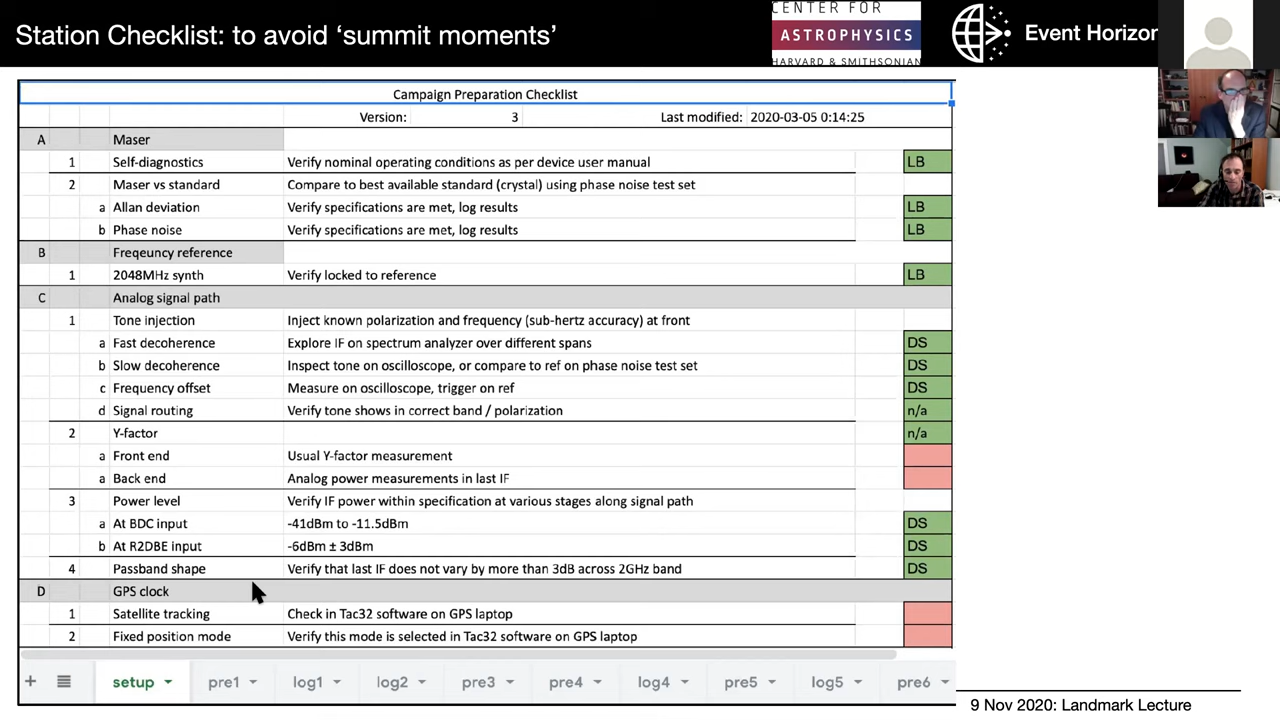 Station Checklist: to avoid ‘summit moments’
CENTER FOR
ASTROPHYSICS
HARVARD & SMITHSONIAN
Event Horizon
Campaign Preparation Checklist
Version: 3 Last modified: 2020-03-05 0:14:25
A Maser
1 Self-diagnostics Verify nominal operating conditions as per device user manual LB
2 Maser vs standard Compare to best available standard (crystal) using phase noise test set
a Allan deviation Verify specifications are met, log results LB
b Phase noise Verify specifications are met, log results LB
B Freqeuncy reference
1 2048MHz synth Verify locked to reference LB
C Analog signal path
1 Tone injection Inject known polarization and frequency (sub-hertz accuracy) at front
a Fast decoherence Explore IF on spectrum analyzer over different spans DS
b Slow decoherence Inspect tone on oscilloscope, or compare to ref on phase noise test set DS
c Frequency offset Measure on oscilloscope, trigger on ref DS
d Signal routing Verify tone shows in correct band / polarization n/a
2 Y-factor n/a
a Front end Usual Y-factor measurement
a Back end Analog power measurements in last IF
3 Power level Verify IF power within specification at various stages along signal path
a At BDC input -41dBm to -11.5dBm DS
b At R2DBE input -6dBm ± 3dBm DS
4 Passband shape Verify that last IF does not vary by more than 3dB across 2GHz band DS
D GPS clock
1 Satellite tracking Check in Tac32 software on GPS laptop
2 Fixed position mode Verify this mode is selected in Tac32 software on GPS laptop
setup pre1 log1 log2 pre3 pre4 log4 pre5 log5 pre6
9 Nov 2020: Landmark Lecture